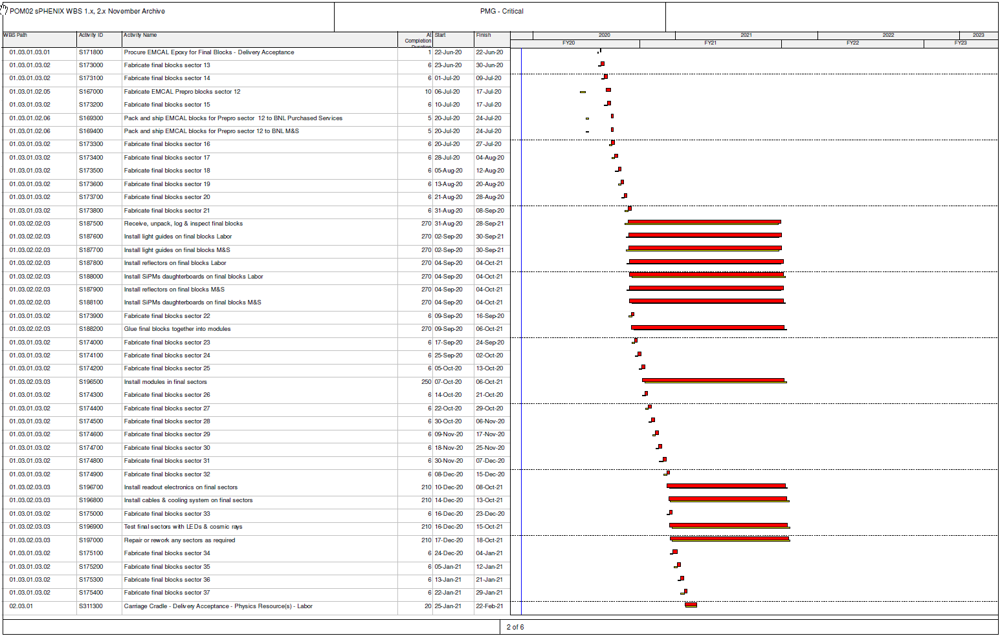 POM02 sPHENIX WBS 1.x, 2.x November Archive PMG - Critical
WBS Path Activity ID Activity Name At Completion Duration Start Finish 2020 2021 2022 2023
FY20 FY21 FY22 FY23
01.03.01.03.01 S171800 Procure EMCAL Epoxy for Final Blocks - Delivery Acceptance 1 22-Jun-20 22-Jun-20
01.03.01.03.02 S173000 Fabricate final blocks sector 13 6 23-Jun-20 30-Jun-20
01.03.01.03.02 S173100 Fabricate final blocks sector 14 6 01-Jul-20 09-Jul-20
01.03.01.02.05 S167000 Fabricate EMCAL Prepro blocks sector 12 10 06-Jul-20 17-Jul-20
01.03.01.03.02 S173200 Fabricate final blocks sector 15 6 10-Jul-20 17-Jul-20
01.03.01.02.06 S169300 Pack and ship EMCAL blocks for Prepro sector 12 to BNL Purchased Services 5 20-Jul-20 24-Jul-20
01.03.01.02.06 S169400 Pack and ship EMCAL blocks for Prepro sector 12 to BNL M&S 5 20-Jul-20 24-Jul-20
01.03.01.03.02 S173300 Fabricate final blocks sector 16 6 20-Jul-20 27-Jul-20
01.03.01.03.02 S173400 Fabricate final blocks sector 17 6 28-Jul-20 04-Aug-20
01.03.01.03.02 S173500 Fabricate final blocks sector 18 6 05-Aug-20 12-Aug-20
01.03.01.03.02 S173600 Fabricate final blocks sector 19 6 13-Aug-20 20-Aug-20
01.03.01.03.02 S173700 Fabricate final blocks sector 20 6 21-Aug-20 28-Aug-20
01.03.01.03.02 S173800 Fabricate final blocks sector 21 6 31-Aug-20 08-Sep-20
01.03.02.02.03 S187500 Receive, unpack, log & inspect final blocks 270 31-Aug-20 28-Sep-21
01.03.02.02.03 S187600 Install light guides on final blocks Labor 270 02-Sep-20 30-Sep-21
01.03.02.02.03 S187700 Install light guides on final blocks M&S 270 02-Sep-20 30-Sep-21
01.03.02.02.03 S187800 Install reflectors on final blocks Labor 270 04-Sep-20 04-Oct-21
01.03.02.02.03 S188000 Install SiPMs daughterboards on final blocks Labor 270 04-Sep-20 04-Oct-21
01.03.02.02.03 S187900 Install reflectors on final blocks M&S 270 04-Sep-20 04-Oct-21
01.03.02.02.03 S188100 Install SiPMs daughterboards on final blocks M&S 270 04-Sep-20 04-Oct-21
01.03.01.03.02 S173900 Fabricate final blocks sector 22 6 09-Sep-20 16-Sep-20
01.03.02.02.03 S188200 Glue final blocks together into modules 270 09-Sep-20 06-Oct-21
01.03.01.03.02 S174000 Fabricate final blocks sector 23 6 17-Sep-20 24-Sep-20
01.03.01.03.02 S174100 Fabricate final blocks sector 24 6 25-Sep-20 02-Oct-20
01.03.01.03.02 S174200 Fabricate final blocks sector 25 6 05-Oct-20 13-Oct-20
01.03.02.03.03 S196500 Install modules in final sectors 250 07-Oct-20 06-Oct-21
01.03.01.03.02 S174300 Fabricate final blocks sector 26 6 14-Oct-20 21-Oct-20
01.03.01.03.02 S174400 Fabricate final blocks sector 27 6 22-Oct-20 29-Oct-20
01.03.01.03.02 S174500 Fabricate final blocks sector 28 6 30-Oct-20 06-Nov-20
01.03.01.03.02 S174600 Fabricate final blocks sector 29 6 09-Nov-20 17-Nov-20
01.03.01.03.02 S174700 Fabricate final blocks sector 30 6 18-Nov-20 25-Nov-20
01.03.01.03.02 S174800 Fabricate final blocks sector 31 6 30-Nov-20 07-Dec-20
01.03.01.03.02 S174900 Fabricate final blocks sector 32 6 08-Dec-20 15-Dec-20
01.03.02.03.03 S196700 Install readout electronics on final sectors 210 10-Dec-20 08-Oct-21
01.03.02.03.03 S196800 Install cables & cooling system on final sectors 210 14-Dec-20 13-Oct-21
01.03.01.03.02 S175000 Fabricate final blocks sector 33 6 16-Dec-20 23-Dec-20
01.03.02.03.03 S196900 Test final sectors with LEDs & cosmic rays 210 16-Dec-20 15-Oct-21
01.03.02.03.03 S197000 Repair or rework any sectors as required 210 17-Dec-20 18-Oct-21
01.03.01.03.02 S175100 Fabricate final blocks sector 34 6 24-Dec-20 04-Jan-21
01.03.01.03.02 S175200 Fabricate final blocks sector 35 6 05-Jan-21 12-Jan-21
01.03.01.03.02 S175300 Fabricate final blocks sector 36 6 13-Jan-21 21-Jan-21
01.03.01.03.02 S175400 Fabricate final blocks sector 37 6 22-Jan-21 29-Jan-21
02.03.01 S311300 Carriage Cradle - Delivery Acceptance - Physics Resource(s) - Labor 20 25-Jan-21 22-Feb-21
2 of 6